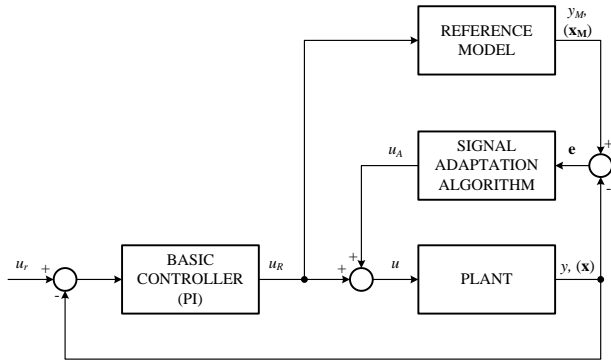 REFERENCE
MODEL
y_M,
(x_M)
+
SIGNAL
ADAPTATION
ALGORITHM
u_A
e
-
u_r
+
-
BASIC
CONTROLLER
(PI)
u_R
+
+
u
PLANT
y, (x)